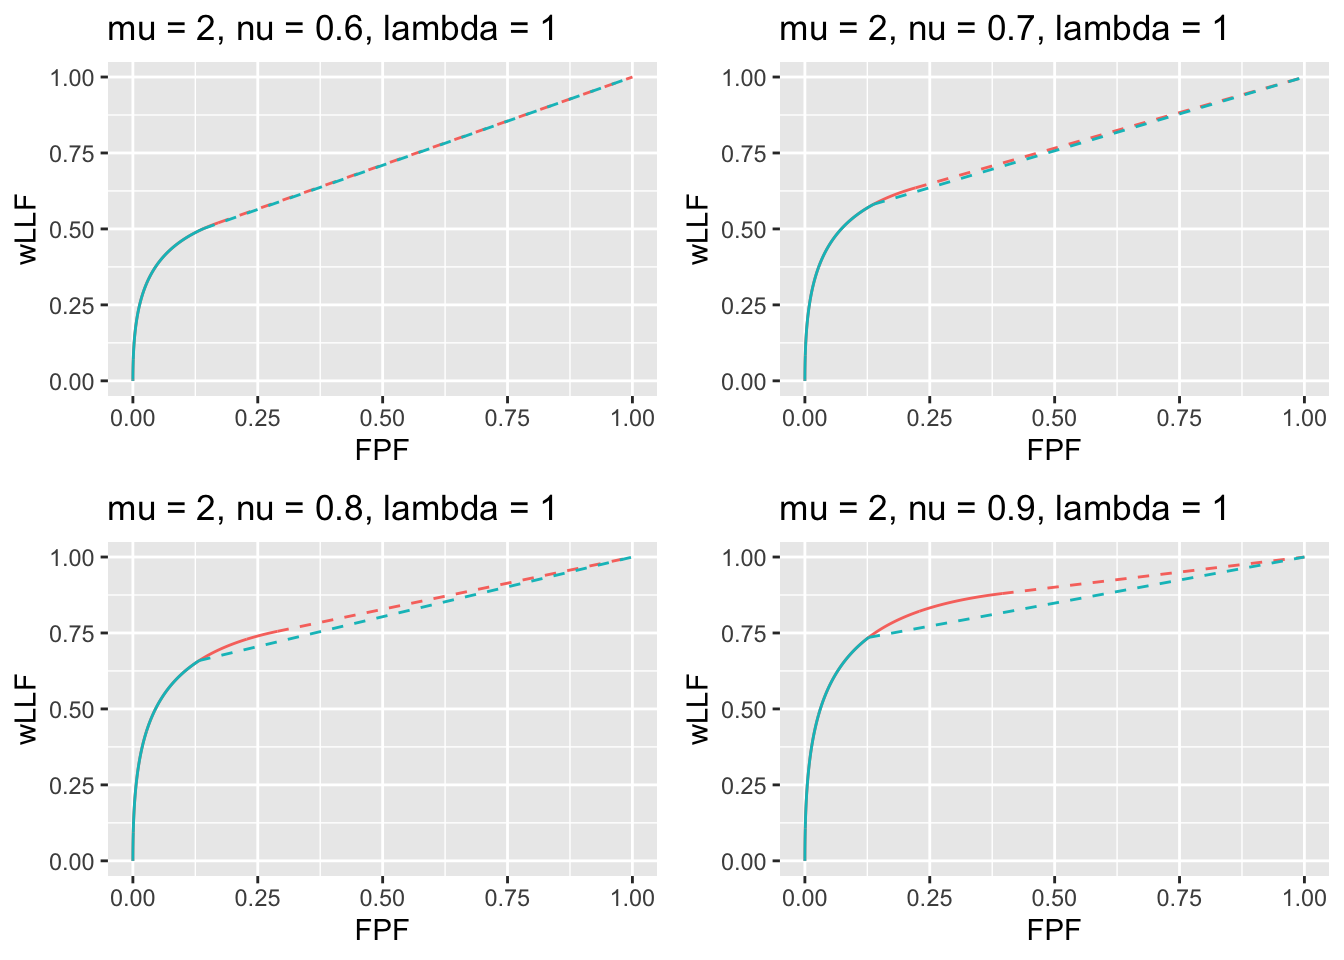 mu = 2, nu = 0.6, lambda = 1
1.00
0.75
0.50
0.25
0.00
wLLF
0.00 0.25 0.50 0.75 1.00
FPF
mu = 2, nu = 0.7, lambda = 1
1.00
0.75
0.50
0.25
0.00
wLLF
0.00 0.25 0.50 0.75 1.00
FPF
mu = 2, nu = 0.8, lambda = 1
1.00
0.75
0.50
0.25
0.00
wLLF
0.00 0.25 0.50 0.75 1.00
FPF
mu = 2, nu = 0.9, lambda = 1
1.00
0.75
0.50
0.25
0.00
wLLF
0.00 0.25 0.50 0.75 1.00
FPF